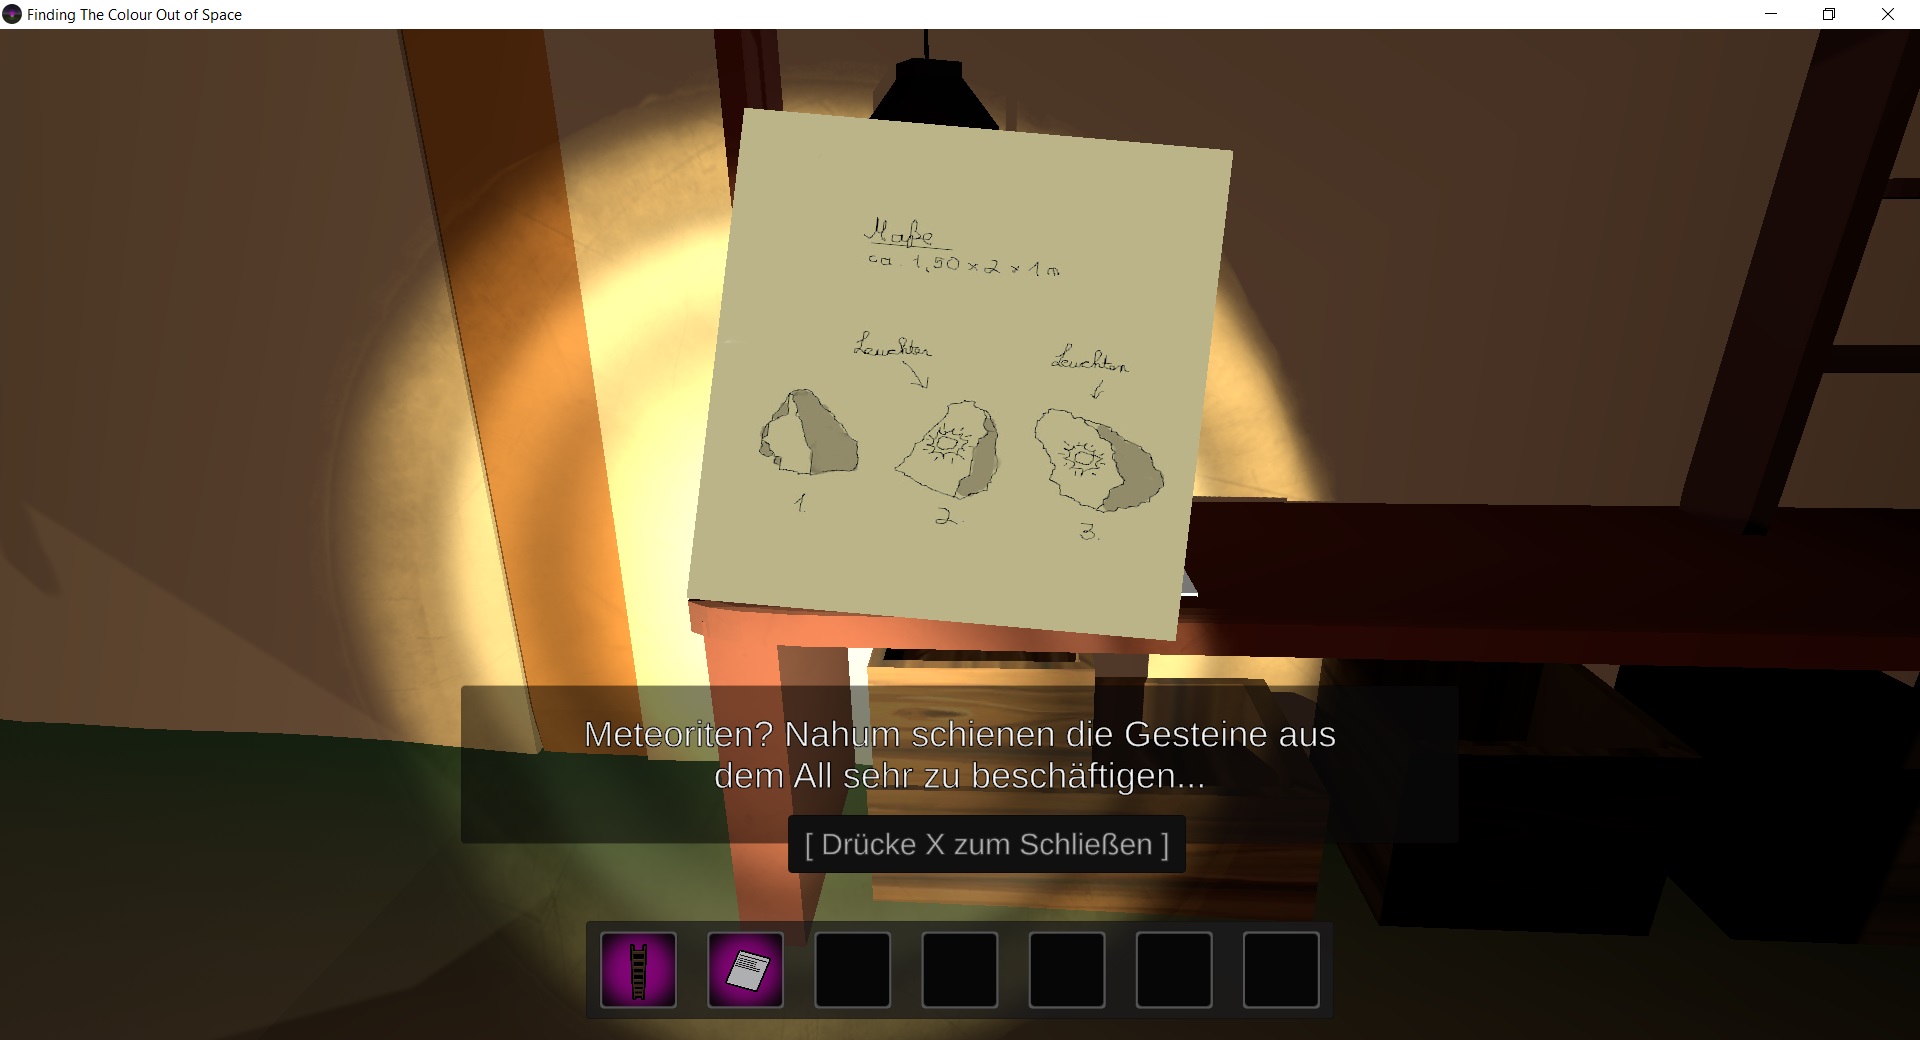 Finding The Colour Out of Space
Maße
ca. 1,50 x 2 x 1 m
Leuchten
Leuchten
1.
2.
3.
Meteoriten? Nahum schienen die Gesteine aus
dem All sehr zu beschäftigen...
[ Drücke X zum Schließen ]